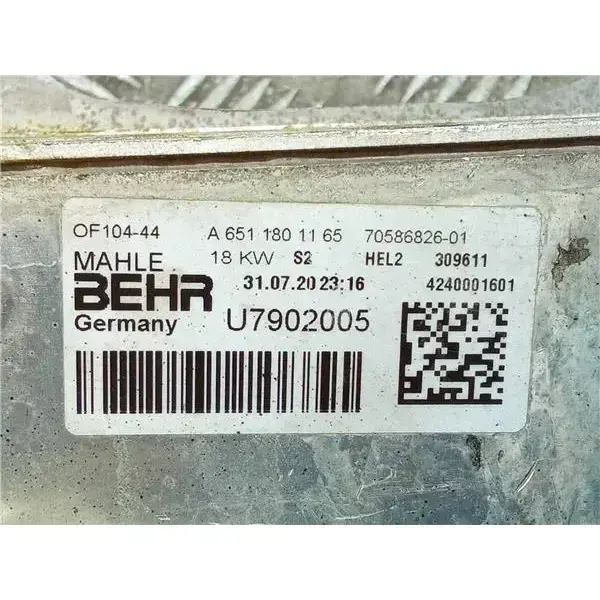 OF104-44 A 651 180 11 65 70586826-01
MAHLE 18 KW S2 HEL2 309611
BEHR 31.07.20 23:16 4240001601
Germany U7902005